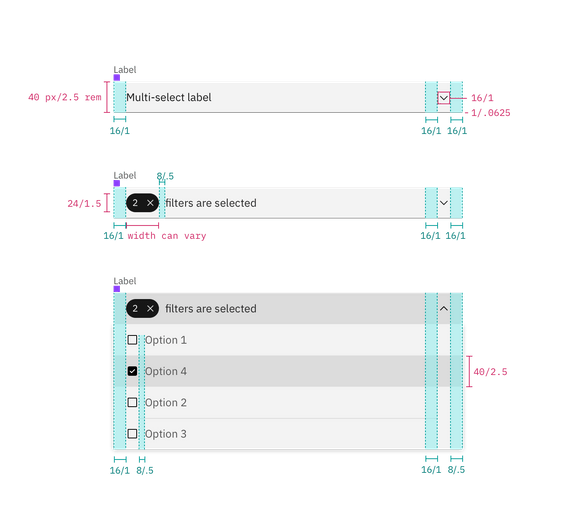 Label
40 px/2.5 rem
Multi-select label
16/1
1/.0625
16/1
16/1
16/1
Label
8/.5
24/1.5
2
filters are selected
16/1
width can vary
16/1
16/1
Label
2
filters are selected
Option 1
Option 4
40/2.5
Option 2
Option 3
16/1
8/.5
16/1
8/.5